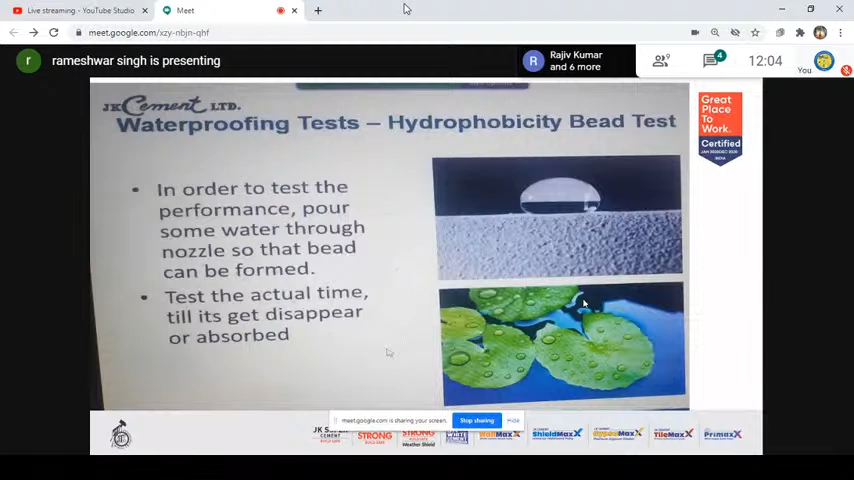 Live streaming - YouTube Studio
Meet
meet.google.com/xzy-nbjn-qhf
r
rameshwar singh is presenting
R
Rajiv Kumar
and 6 more
9
4
12:04
You
JK Cement LTD.
Waterproofing Tests – Hydrophobicity Bead Test
Great
Place
To
Work.
Certified
INDIA
• In order to test the
performance, pour
some water through
nozzle so that bead
can be formed.
• Test the actual time,
till its get disappear
or absorbed
meet.google.com is sharing your screen.
Stop sharing
Hide
CEMENT
STRONG
STRONG
Weather Shield
WallMaxX
ShieldMaxX
GypsoMaxX
TileMaxX
PrimaxX